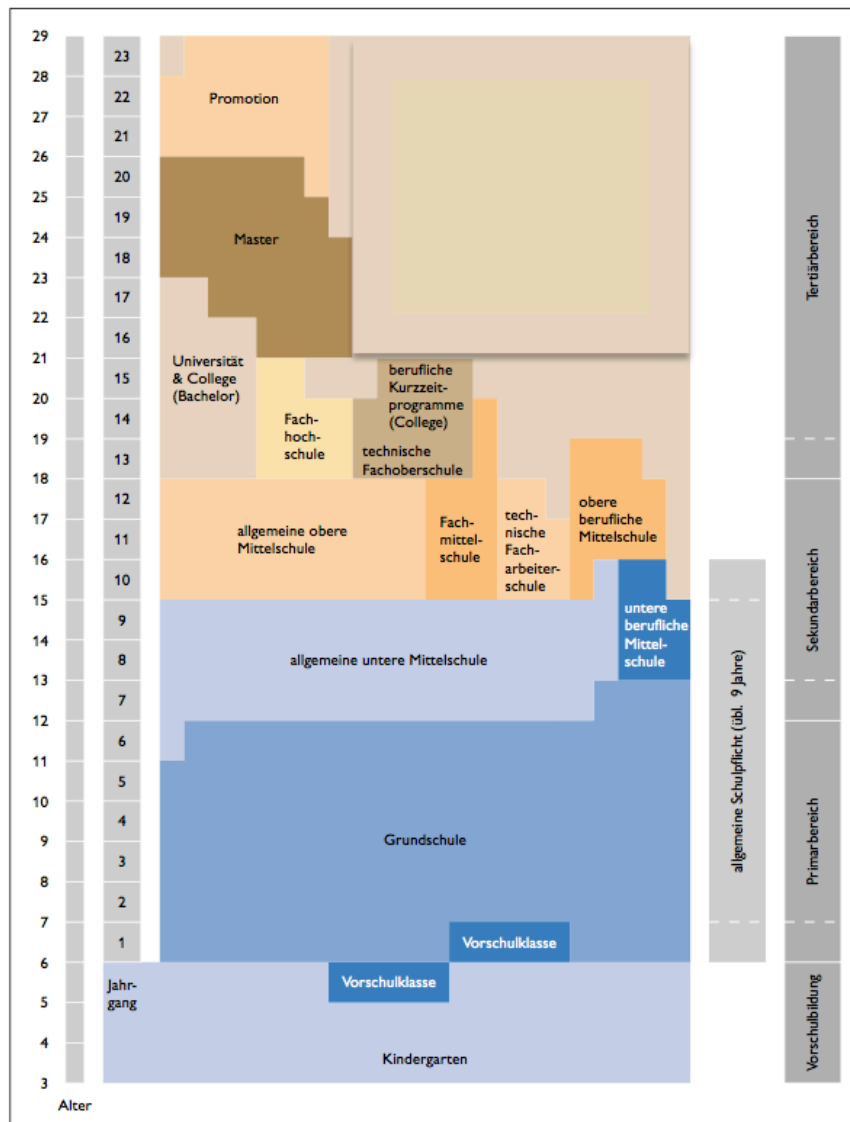 29
23
28
22
Promotion
27
21
26
20
25
19
24
Master
18
23
17
22
16
21
Universität
& College
(Bachelor)
15
berufliche
Kurzzeit-
programme
(College)
20
Fach-
hoch-
schule
14
19
13
technische
Fachoberschule
18
12
allgemeine obere
Mittelschule
Fach-
mittel-
schule
tech-
nische
Fach-
arbeiter-
schule
obere
berufliche
Mittelschule
17
11
16
10
15
9
untere
berufliche
Mittel-
schule
14
8
allgemeine untere Mittelschule
13
7
12
6
11
5
10
4
Grundschule
9
3
8
2
7
1
Vorschulklasse
6
Jahr-
gang
Vorschulklasse
5
4
Kindergarten
3
Alter
allgemeine Schulpflicht (übl. 9 Jahre)
Tertiärbereich
Sekundarbereich
Primarbereich
Vorschulbildung